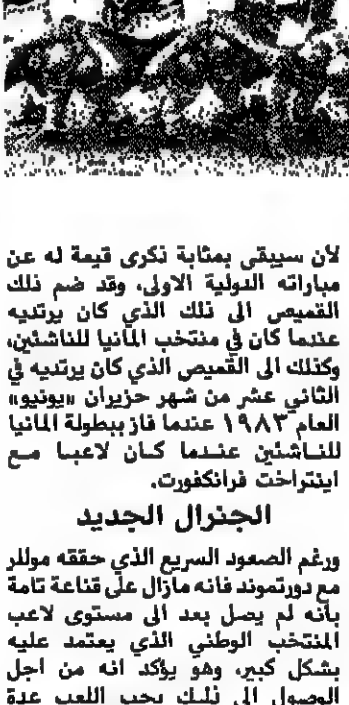 لأن سيبقى بمثابة ذكرى قيمة له عن
مباراته الدولية الاولى، وقد ضم ذلك
القميص الى ذلك الذي كان يرتديه
عندما كان في منتخب المانيا للناشئين،
وكذلك الى القميص الذي كان يرتديه في
الثاني عشر من شهر حزيران «يونيو»
العام ١٩٨٣ عندما فاز ببطولة المانيا
للناشئين عندما كان لاعبا مع
اينتراخت فرانكفورت.
الجنرال الجديد
ورغم الصعود السريع الذي حققه موللر
مع دورتموند فانه مازال على قناعة تامة
بأنه لم يصل بعد الى مستوى لاعب
المنتخب الوطني الذي يعتمد عليه
بشكل كبير، وهو يؤكد انه من اجل
الوصول الى ذلك يجب اللعب عدة